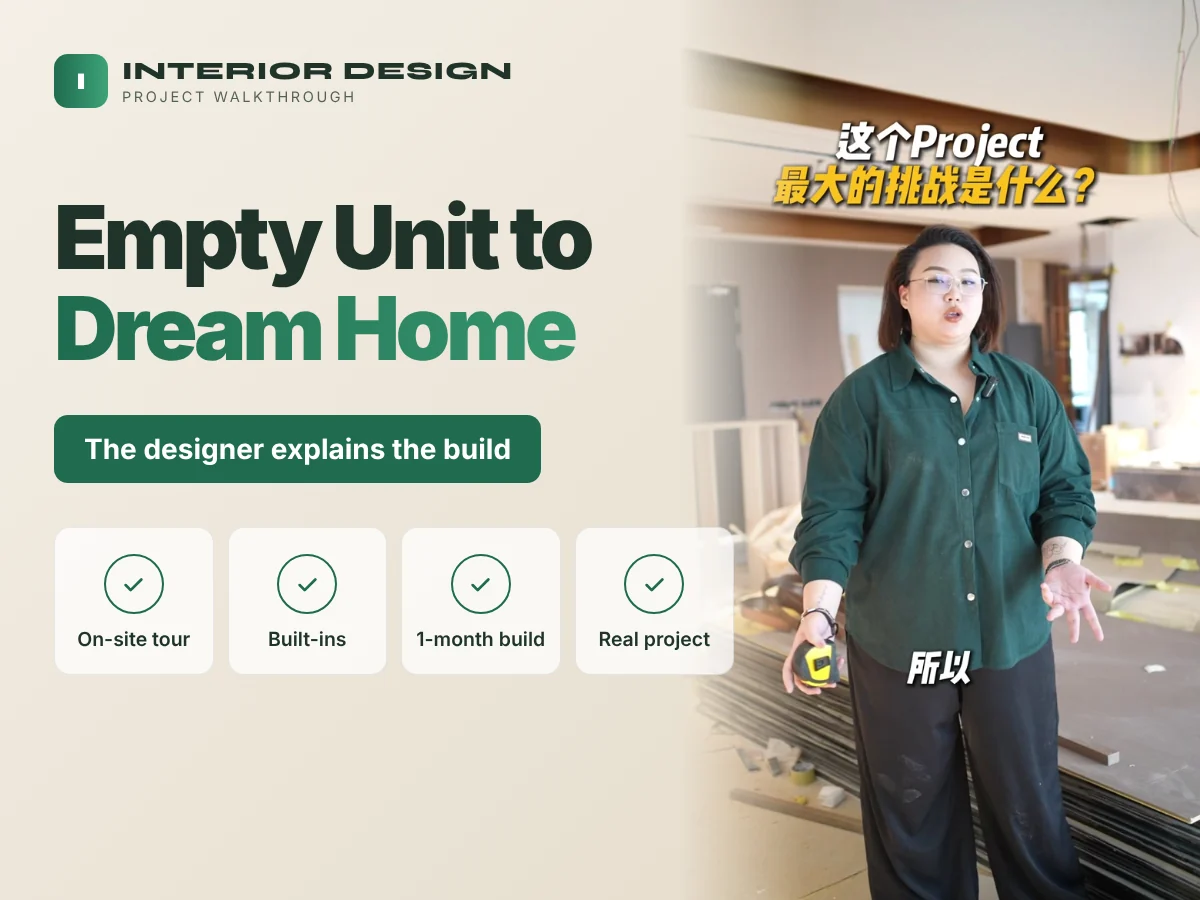 INTERIOR DESIGN
PROJECT WALKTHROUGH
Empty Unit to
Dream Home
The designer explains the build
On-site tour
Built-ins
1-month build
Real project
这个Project
最大的挑战是什么？
所以